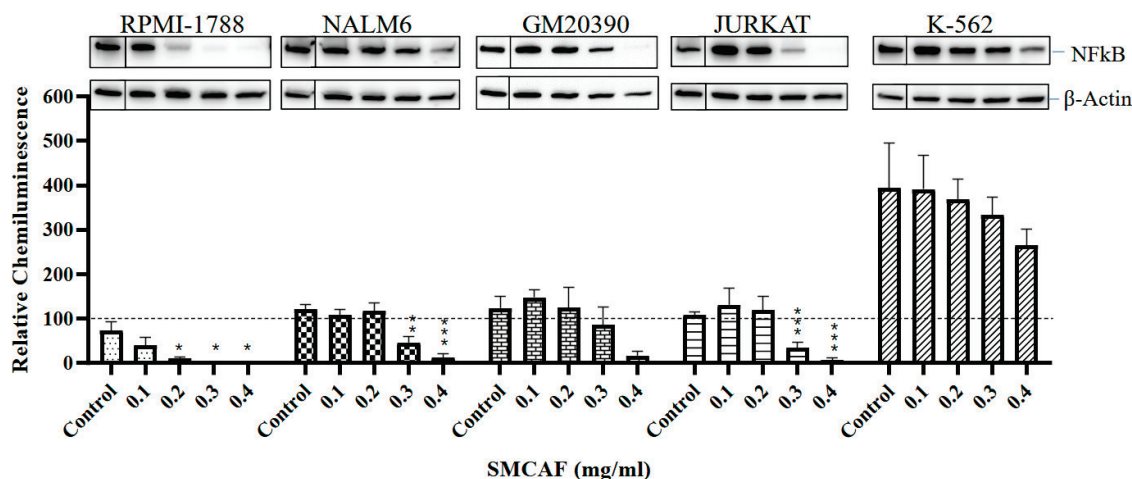 RPMI-1788 NALM6 GM20390 JURKAT K-562
NFkB
β-Actin
Relative Chemiluminescence
600
500
400
300
200
100
0
* * * ** *** *** ****
Control 0.1 0.2 0.3 0.4 Control 0.1 0.2 0.3 0.4 Control 0.1 0.2 0.3 0.4 Control 0.1 0.2 0.3 0.4 Control 0.1 0.2 0.3 0.4
SMCAF (mg/ml)